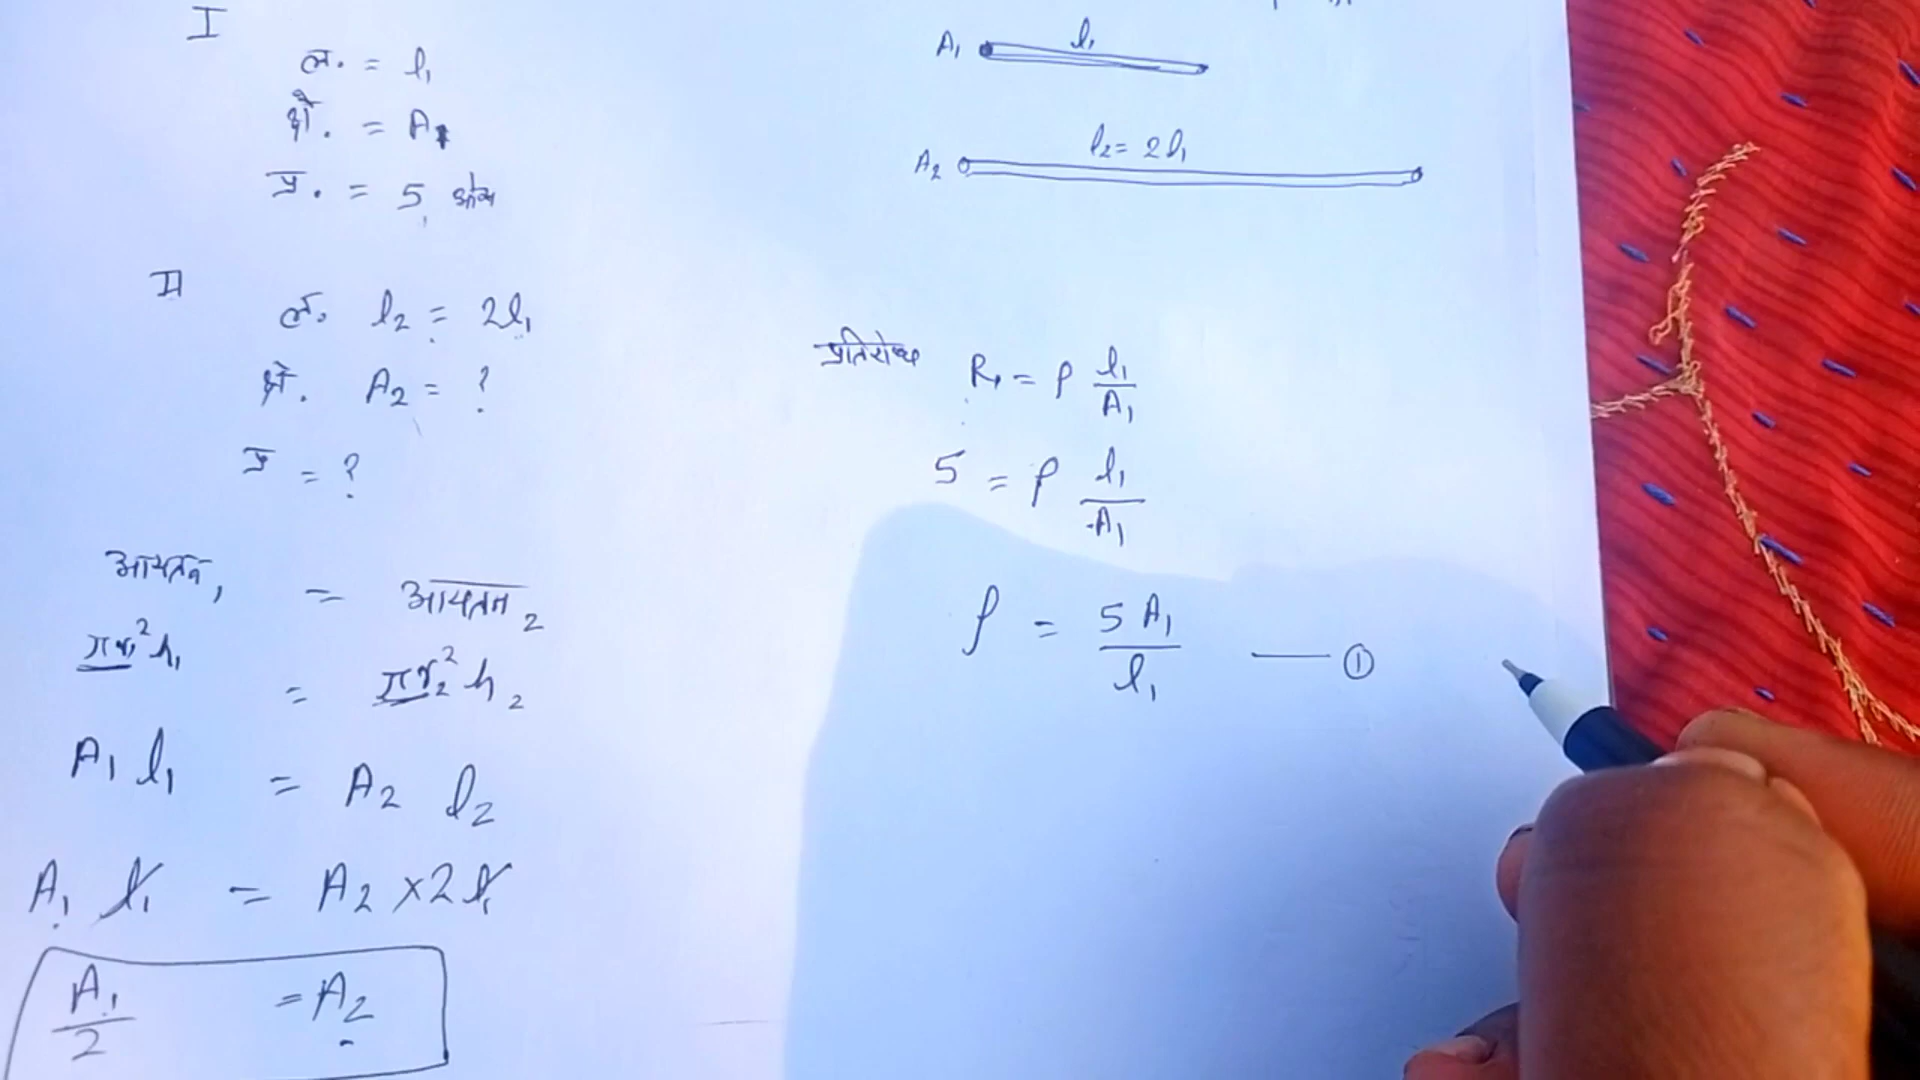 I
ल. = l₁
क्षे. = A₁
प्र. = 5 ओम
II
ल. l₂ = 2l₁
क्षे. A₂ = ?
प्र = ?
आयतन₁ = आयतन₂
πr₁²h₁ = πr₂²h₂
A₁ l₁ = A₂ l₂
A₁ l₁ = A₂ × 2l₁
A₁/2 = A₂
A₁ l₁
A₂ l₂ = 2l₁
प्रतिरोध R₁ = ρ l₁/A₁
5 = ρ l₁/A₁
ρ = 5A₁/l₁ — ①